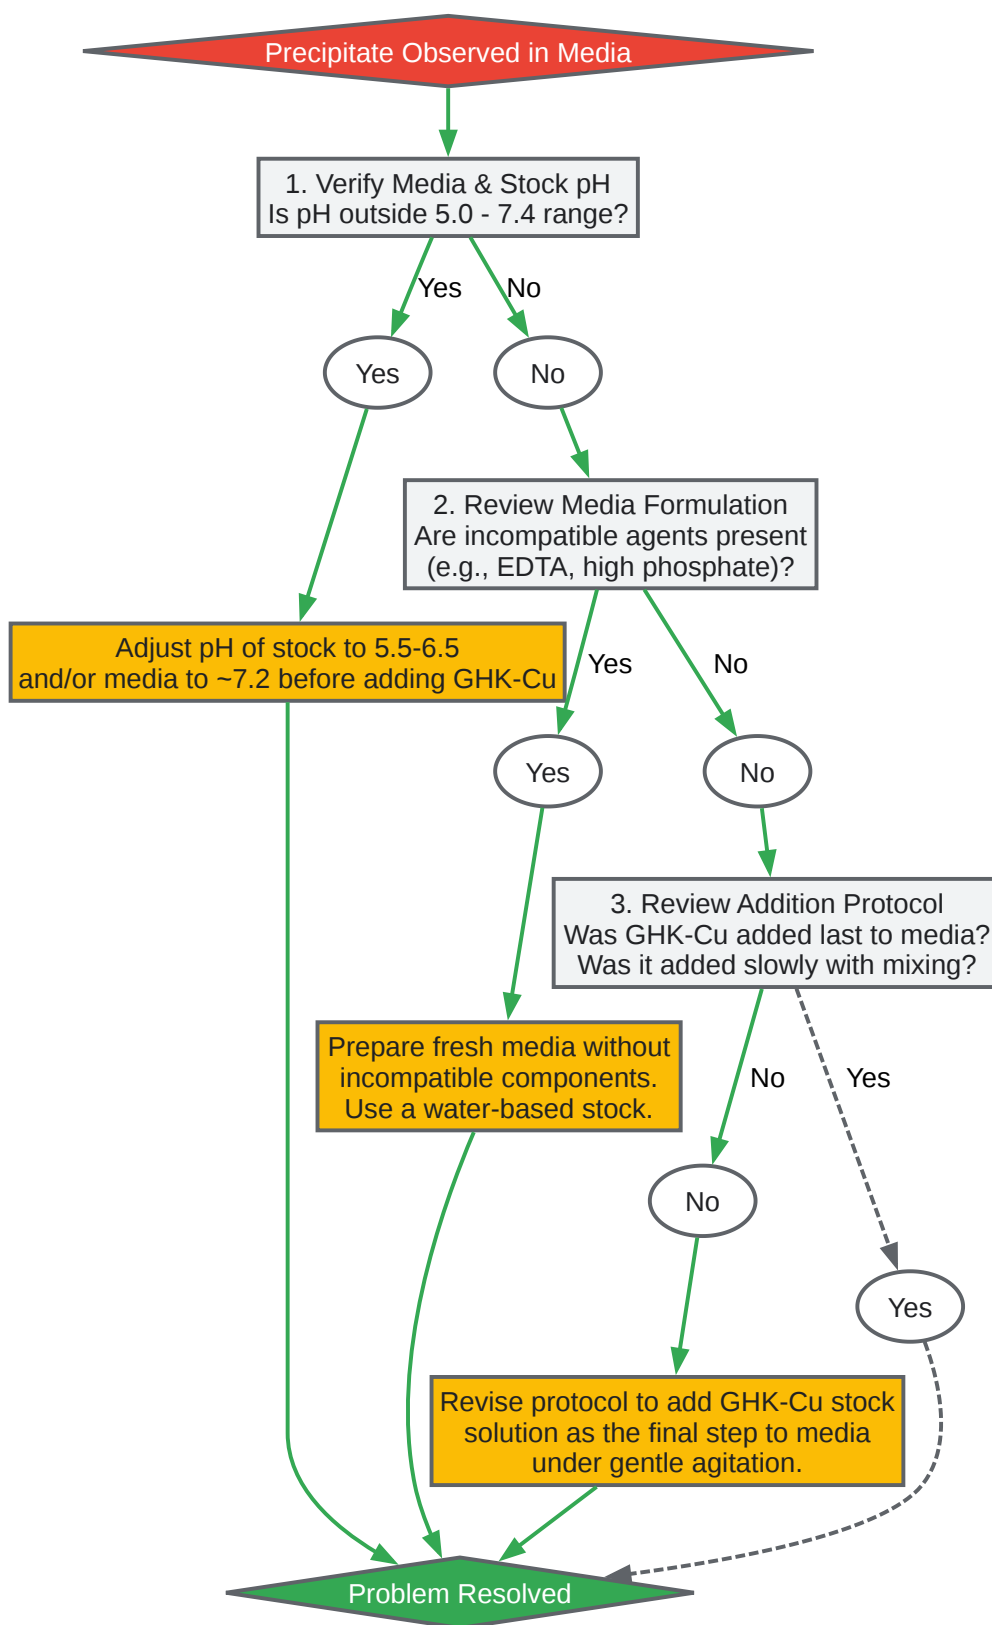 Precipitate Observed in Media
1. Verify Media & Stock pH
Is pH outside 5.0 - 7.4 range?
Yes
No
Yes
No
2. Review Media Formulation
Are incompatible agents present
(e.g., EDTA, high phosphate)?
Adjust pH of stock to 5.5-6.5
and/or media to ~7.2 before adding GHK-Cu
Yes
No
Yes
No
3. Review Addition Protocol
Was GHK-Cu added last to media?
Was it added slowly with mixing?
Prepare fresh media without
incompatible components.
Use a water-based stock.
No
Yes
No
Yes
Revise protocol to add GHK-Cu stock
solution as the final step to media
under gentle agitation.
Problem Resolved